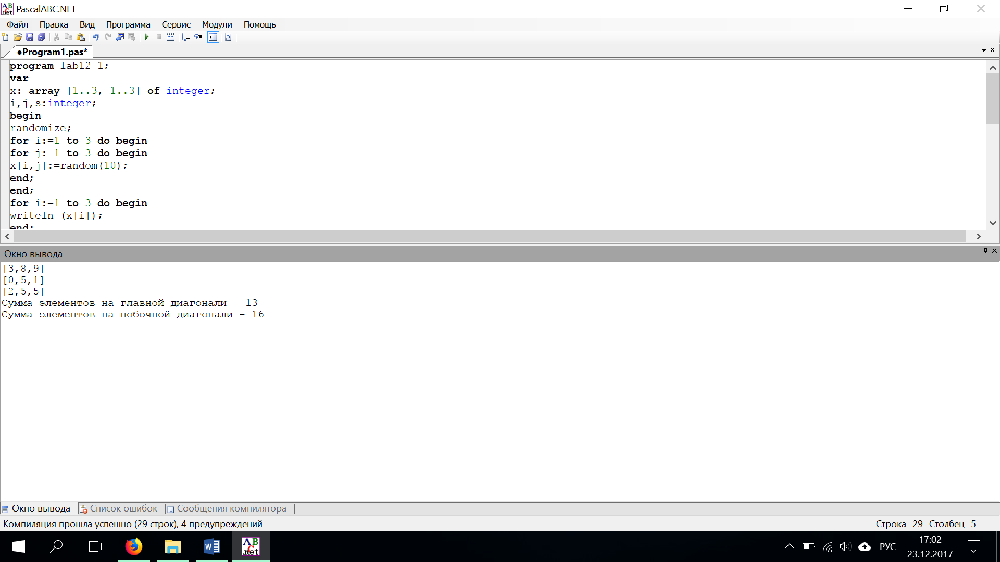 PascalABC.NET
Файл Правка Вид Программа Сервис Модули Помощь
●Program1.pas*
program lab12_1;
var
x: array [1..3, 1..3] of integer;
i,j,s:integer;
begin
randomize;
for i:=1 to 3 do begin
for j:=1 to 3 do begin
x[i,j]:=random(10);
end;
end;
for i:=1 to 3 do begin
writeln (x[i]);
end;
Окно вывода
[3,8,9]
[0,5,1]
[2,5,5]
Сумма элементов на главной диагонали - 13
Сумма элементов на побочной диагонали - 16
Окно вывода Список ошибок Сообщения компилятора
Компиляция прошла успешно (29 строк), 4 предупреждений Строка 29 Столбец 5
РУС 17:02
23.12.2017